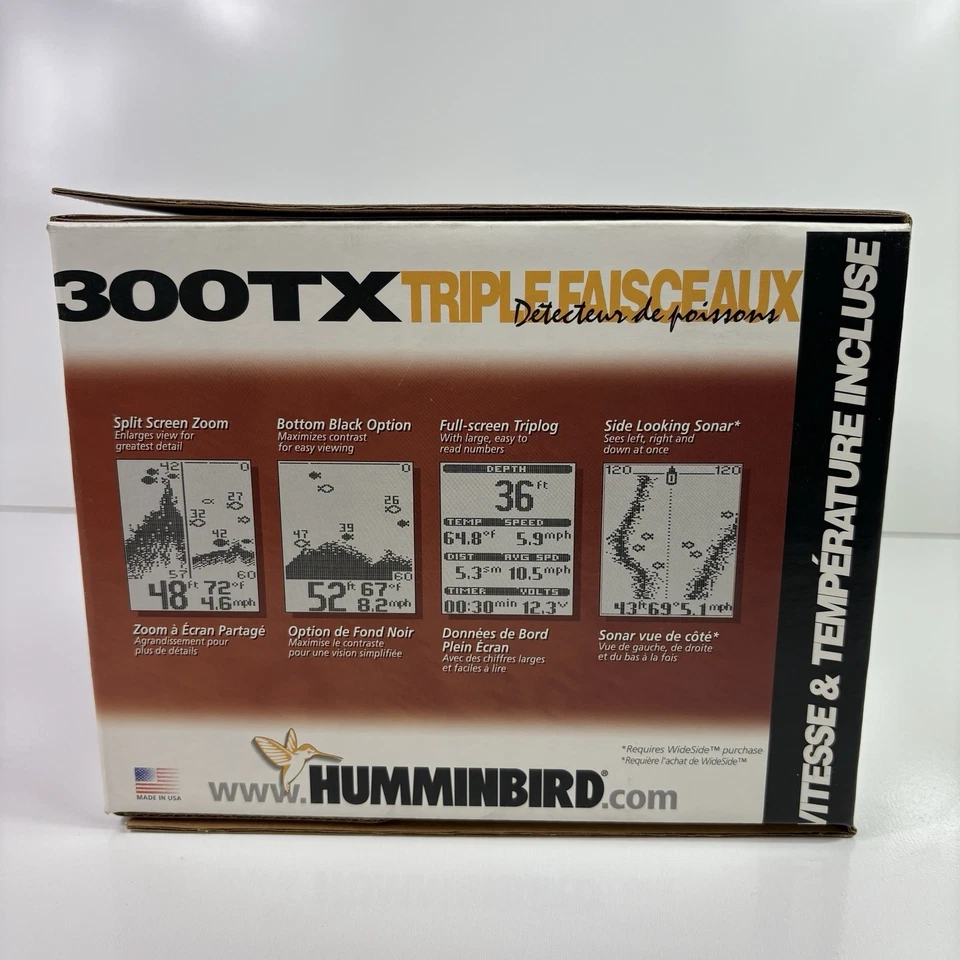 300TX TRIPLE FAISCEAUX
Détecteur de poissons
VITESSE & TEMPÉRATURE INCLUSE
Split Screen Zoom
Enlarges view for
greatest detail
42 0
27
32
42
57 60
48ft 72°F
4.6mph
Zoom à Écran Partagé
Agrandissement pour
plus de détails
Bottom Black Option
Maximizes contrast
for easy viewing
0
26
39
47
60
52ft 67°F
8.2mph
Option de Fond Noir
Maximise le contraste
pour une vision simplifiée
Full-screen Triplog
With large, easy to
read numbers
DEPTH
36ft
TEMP SPEED
64.8°F 5.9mph
DIST AVG SPD
5.3sm 10.5mph
TIMER VOLTS
00:30min 12.3v
Données de Bord
Plein Écran
Avec des chiffres larges
et faciles à lire
Side Looking Sonar*
Sees left, right and
down at once
120 120
43ft 69° 5.1mph
Sonar vue de côté*
Vue de gauche, de droite
et du bas à la fois
*Requires WideSide™ purchase
*Requière l'achat de WideSide™
MADE IN USA
www.HUMMINBIRD®.com